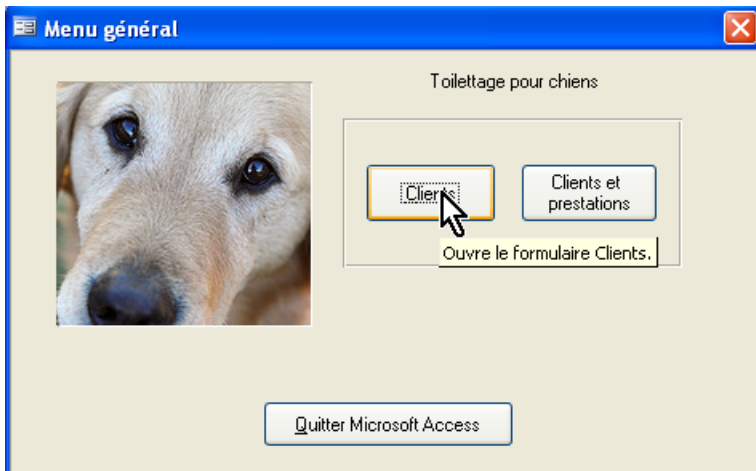 Menu général
Toilettage pour chiens
Clients
Clients et
prestations
Ouvre le formulaire Clients.
Quitter Microsoft Access